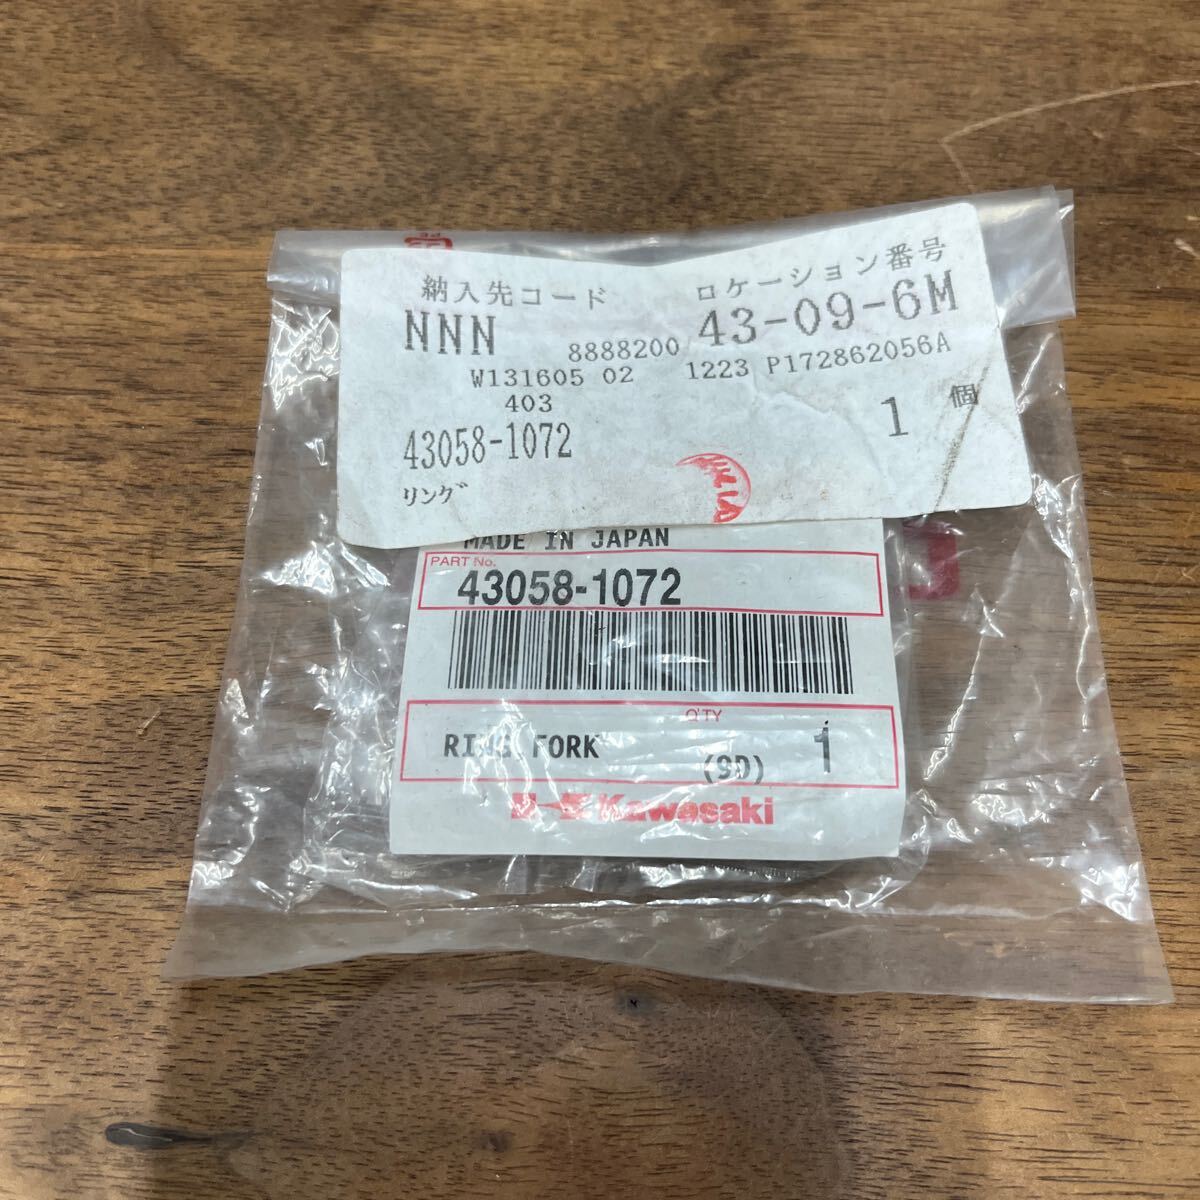 納入先コード ロケーション番号
NNN 8888200 43-09-6M
W131605 02 1223 P172862056A
403
43058-1072 1 個
ﾘﾝｸﾞ
MADE IN JAPAN
PART No.
43058-1072
Q'TY
RING FORK (9D) 1
Kawasaki